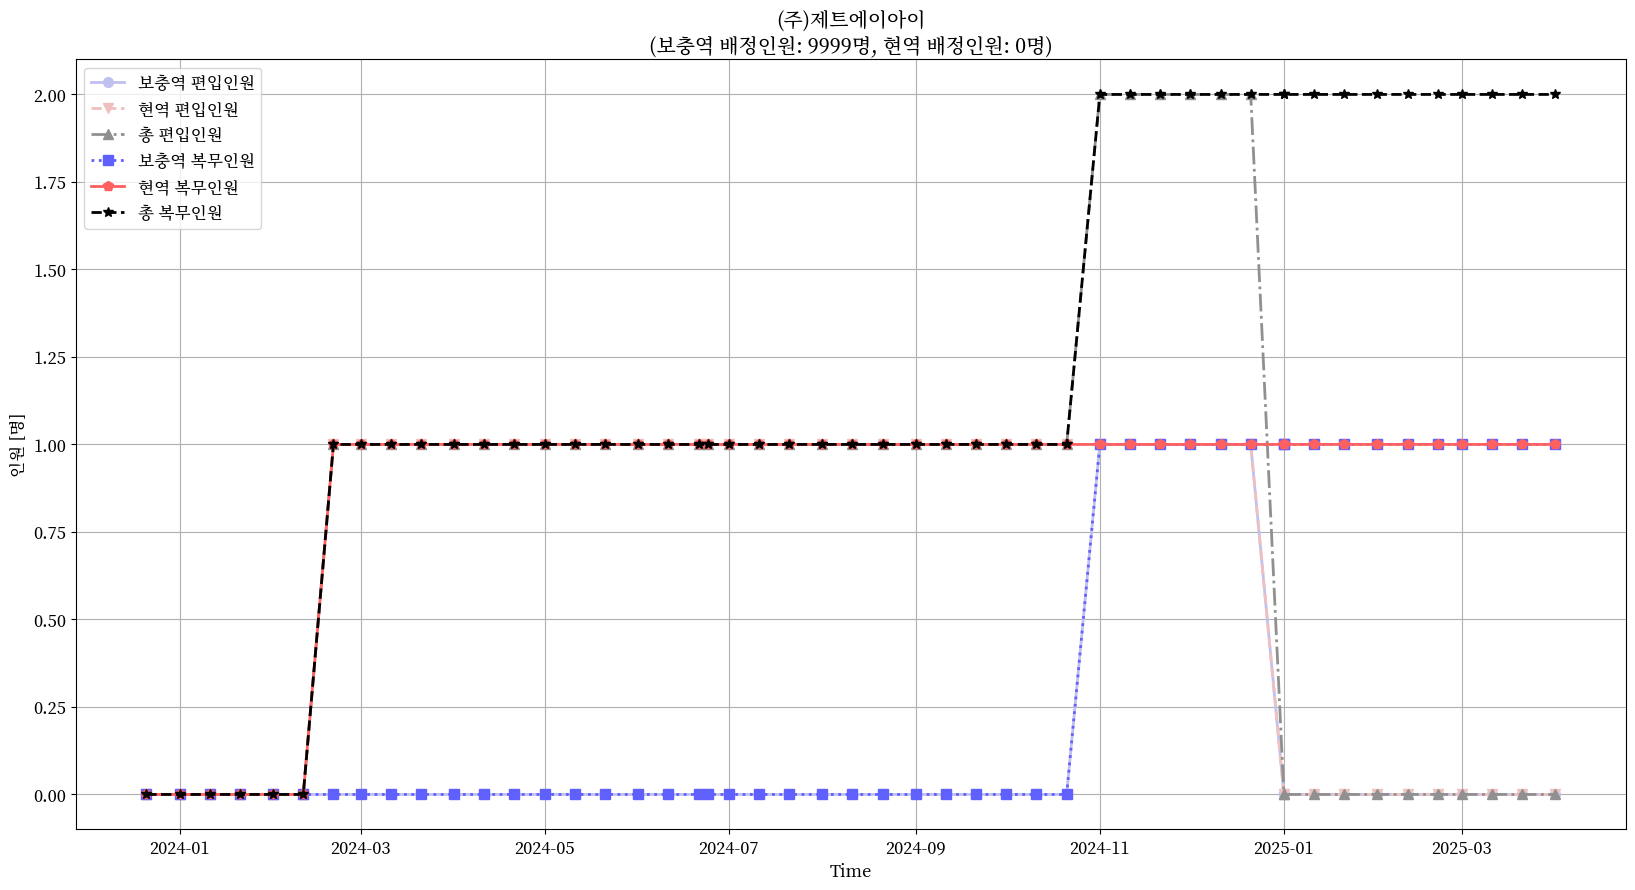 (주)제트에이아이
(보충역 배정인원: 9999명, 현역 배정인원: 0명)
보충역 편입인원
현역 편입인원
총 편입인원
보충역 복무인원
현역 복무인원
총 복무인원
2.00
1.75
1.50
1.25
1.00
0.75
0.50
0.25
0.00
인원 [명]
2024-01 2024-03 2024-05 2024-07 2024-09 2024-11 2025-01 2025-03
Time